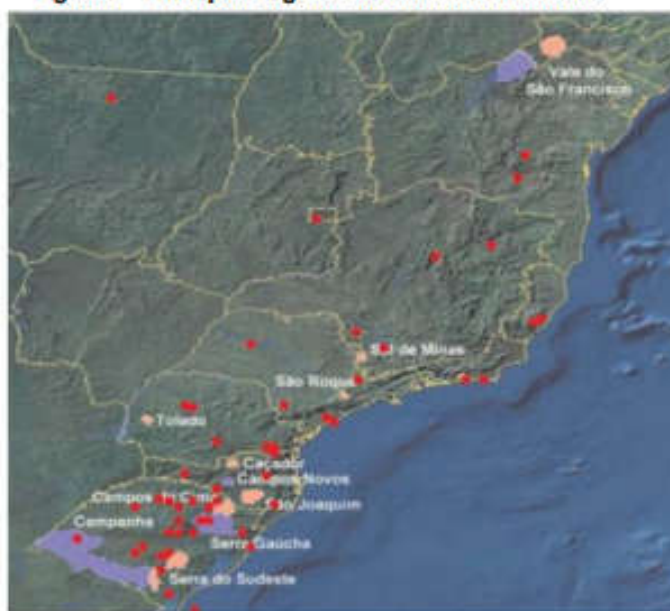 Vale do
São Francisco
Sul de Minas
São Roque
Toledo
Caçador
Campos Novos
Campos de Cima
São Joaquim
Campanha
Serra Gaúcha
Serra do Sudeste